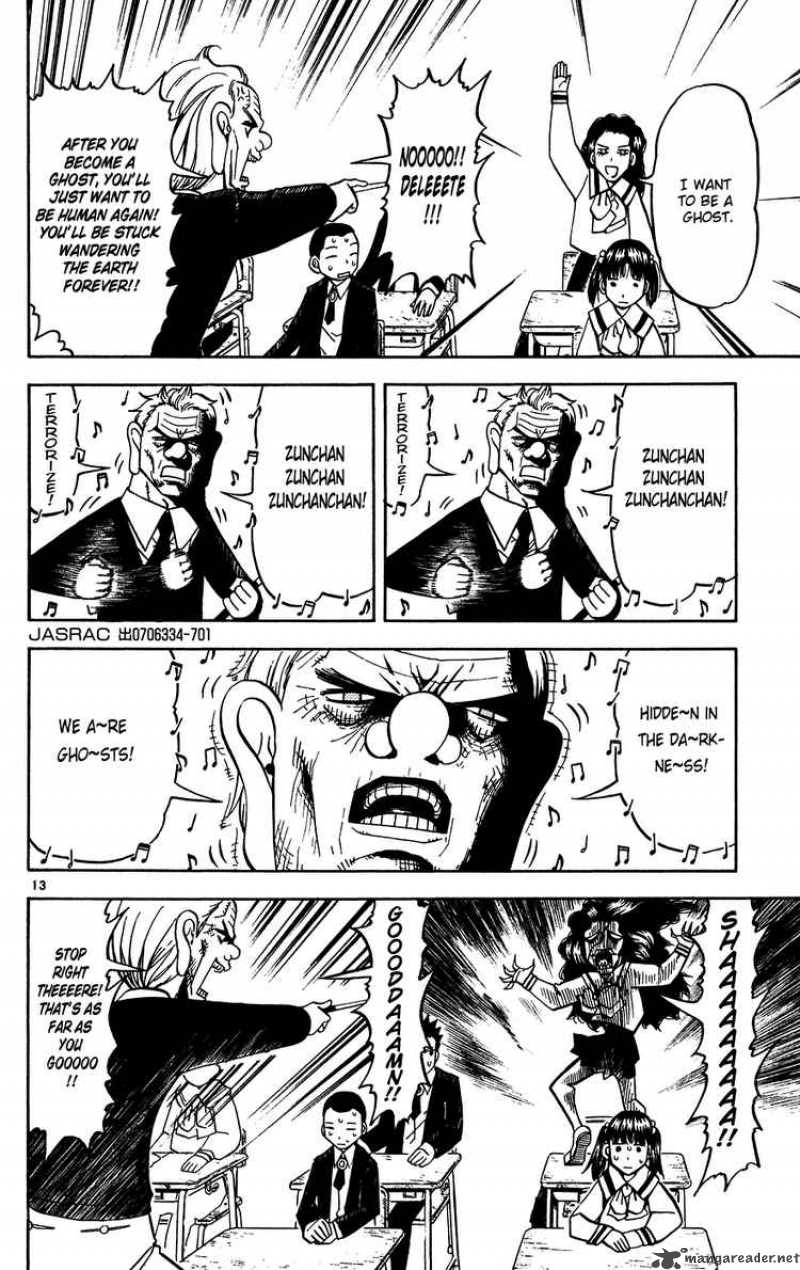 I WANT
TO BE A
GHOST.
NOOOOO!!
DELEEETE
!!!
AFTER YOU
BECOME A
GHOST, YOU'LL
JUST WANT TO
BE HUMAN AGAIN!
YOU'LL BE STUCK
WANDERING
THE EARTH
FOREVER!!
ZUNCHAN
ZUNCHAN
ZUNCHANCHAN!
TERRORIZE!
ZUNCHAN
ZUNCHAN
ZUNCHANCHAN!
TERRORIZE!
JASRAC 出0706334-701
HIDDE~N IN
THE DA~RK-
NE~SS!
WE A~RE
GHO~STS!
13
SHAAAAAAAAA!!
GOOODDAAAMN!!
STOP
RIGHT
THEEEERE!
THAT'S AS
FAR AS
YOU
GOOOOO
!!
mangareader.net